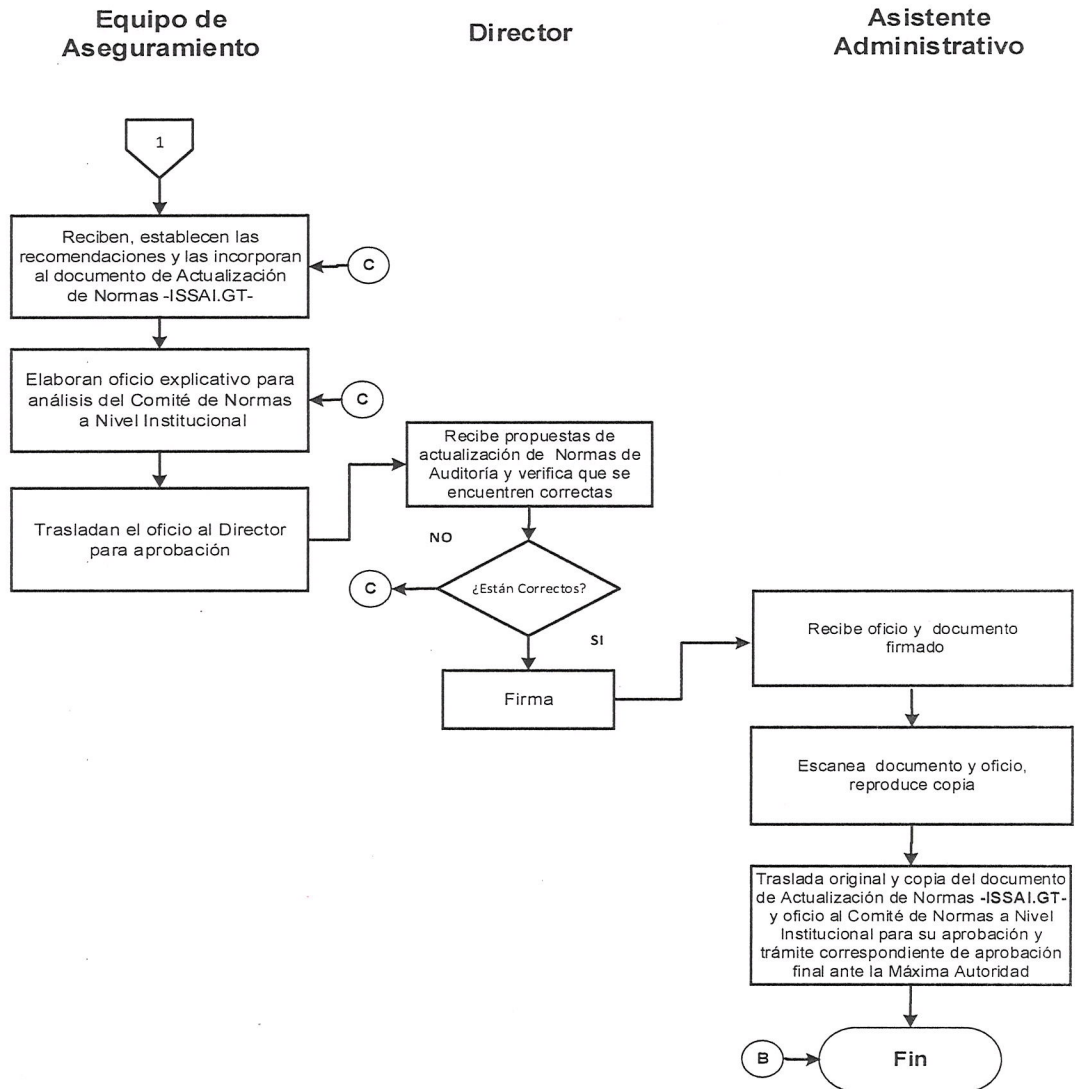 Equipo de
Aseguramiento
Director
Asistente
Administrativo
1
Reciben, establecen las
recomendaciones y las incorporan
al documento de Actualización
de Normas -ISSAI.GT-
C
Elaboran oficio explicativo para
análisis del Comité de Normas
a Nivel Institucional
C
Trasladan el oficio al Director
para aprobación
Recibe propuestas de
actualización de Normas de
Auditoría y verifica que se
encuentren correctas
NO
C
¿Están Correctos?
SI
Firma
Recibe oficio y documento
firmado
Escanea documento y oficio,
reproduce copia
Traslada original y copia del documento
de Actualización de Normas -ISSAI.GT-
y oficio al Comité de Normas a Nivel
Institucional para su aprobación y
trámite correspondiente de aprobación
final ante la Máxima Autoridad
B
Fin